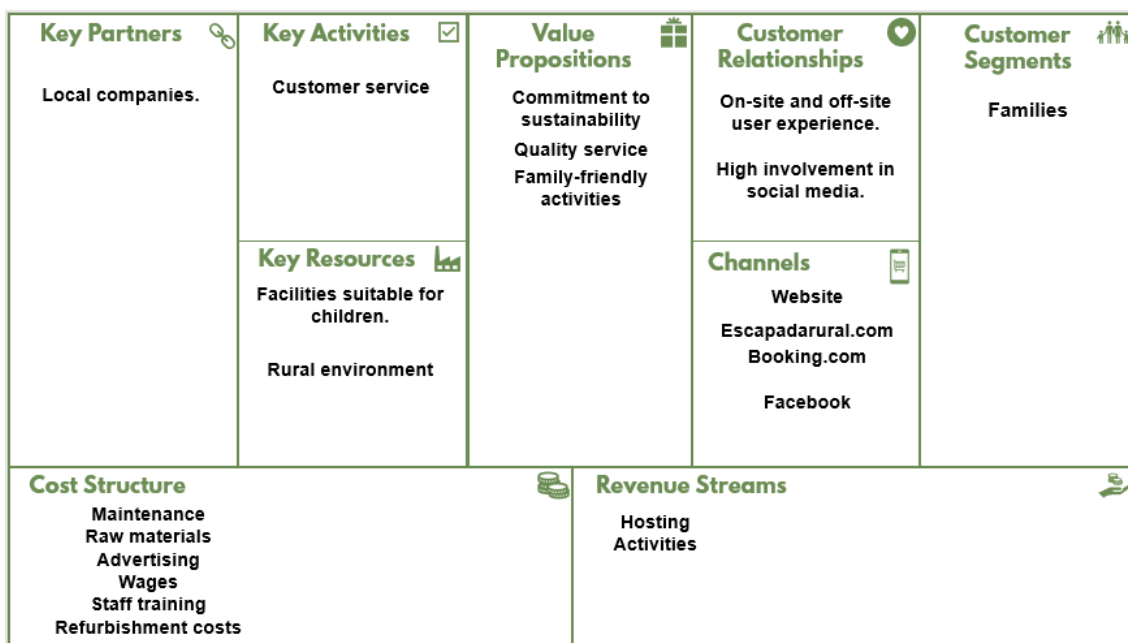 Key Partners
Local companies.
Key Activities
Customer service
Key Resources
Facilities suitable for
children.
Rural environment
Value
Propositions
Commitment to
sustainability
Quality service
Family-friendly
activities
Customer
Relationships
On-site and off-site
user experience.
High involvement in
social media.
Channels
Website
Escapadarural.com
Booking.com
Facebook
Customer
Segments
Families
Cost Structure
Maintenance
Raw materials
Advertising
Wages
Staff training
Refurbishment costs
Revenue Streams
Hosting
Activities